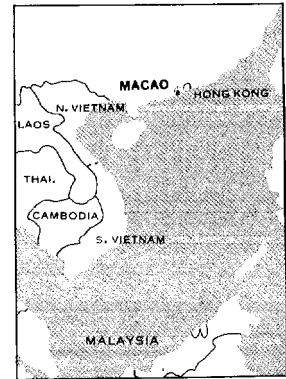 MACAO
HONG KONG
N. VIETNAM
LAOS
THAI.
CAMBODIA
S. VIETNAM
MALAYSIA